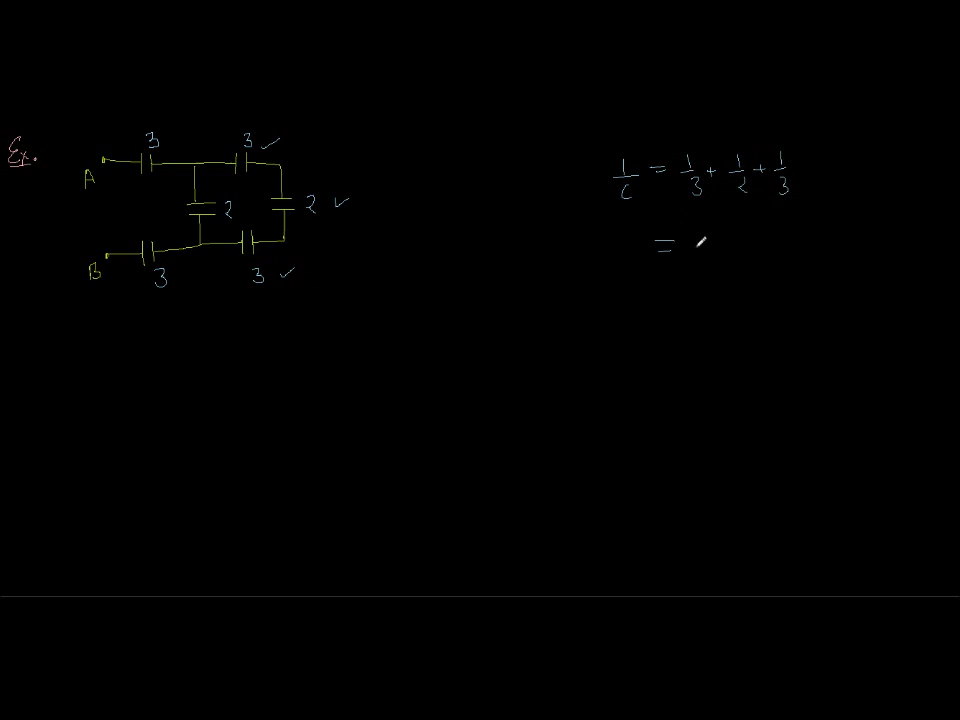 Ex.
3 3 ✓
A
2 2 ✓
B
3 3 ✓
1/C = 1/3 + 1/2 + 1/3
=